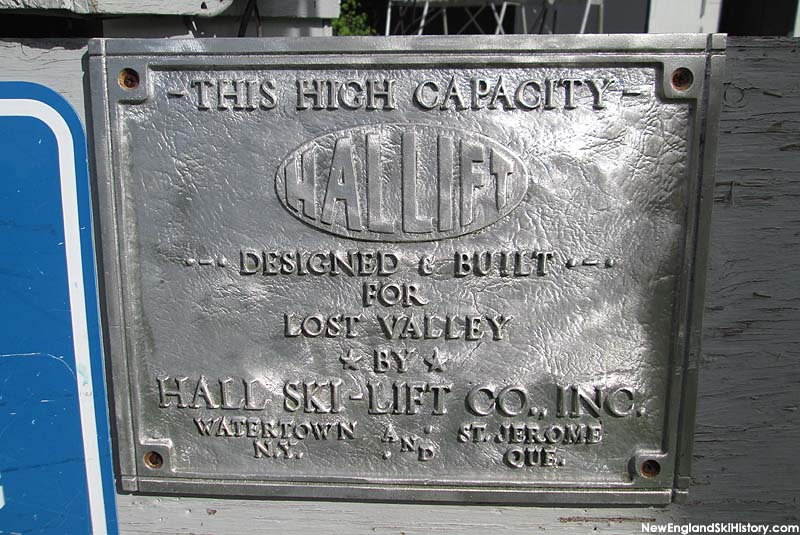 -THIS HIGH CAPACITY-
HALLIFT
·-·- DESIGNED & BUILT ·-·-
FOR
LOST VALLEY
★ BY ★
HALL SKI-LIFT CO., INC.
WATERTOWN AND ST. JEROME
N.Y. QUE.
NewEnglandSkiHistory.com